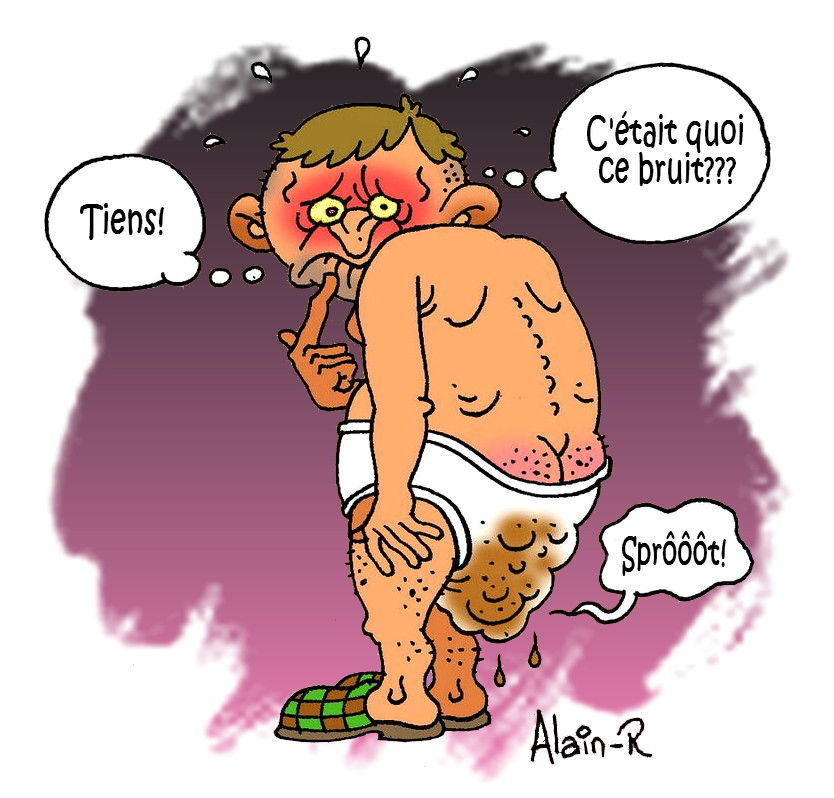 Tiens!
C'était quoi
ce bruit???
Sprôôôt!
Alain-R